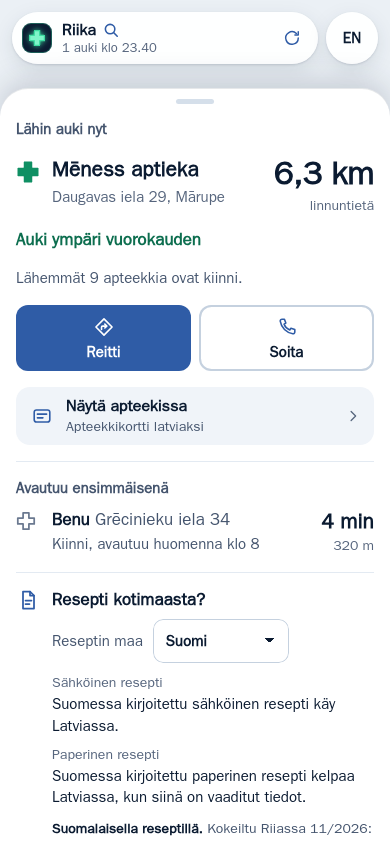 Riika
1 auki klo 23.40
EN
Lähin auki nyt
Mēness aptieka
6,3 km
Daugavas iela 29, Mārupe
linnuntietä
Auki ympäri vuorokauden
Lähemmät 9 apteekkia ovat kiinni.
Reitti
Soita
Näytä apteekissa
Apteekkikortti latviaksi
Avautuu ensimmäisenä
Benu Grēcinieku iela 34
4 min
Kiinni, avautuu huomenna klo 8
320 m
Resepti kotimaasta?
Reseptin maa
Suomi
Sähköinen resepti
Suomessa kirjoitettu sähköinen resepti käy
Latviassa.
Paperinen resepti
Suomessa kirjoitettu paperinen resepti kelpaa
Latviassa, kun siinä on vaaditut tiedot.
Suomalaisella reseptillä. Kokeiltu Riiassa 11/2026: